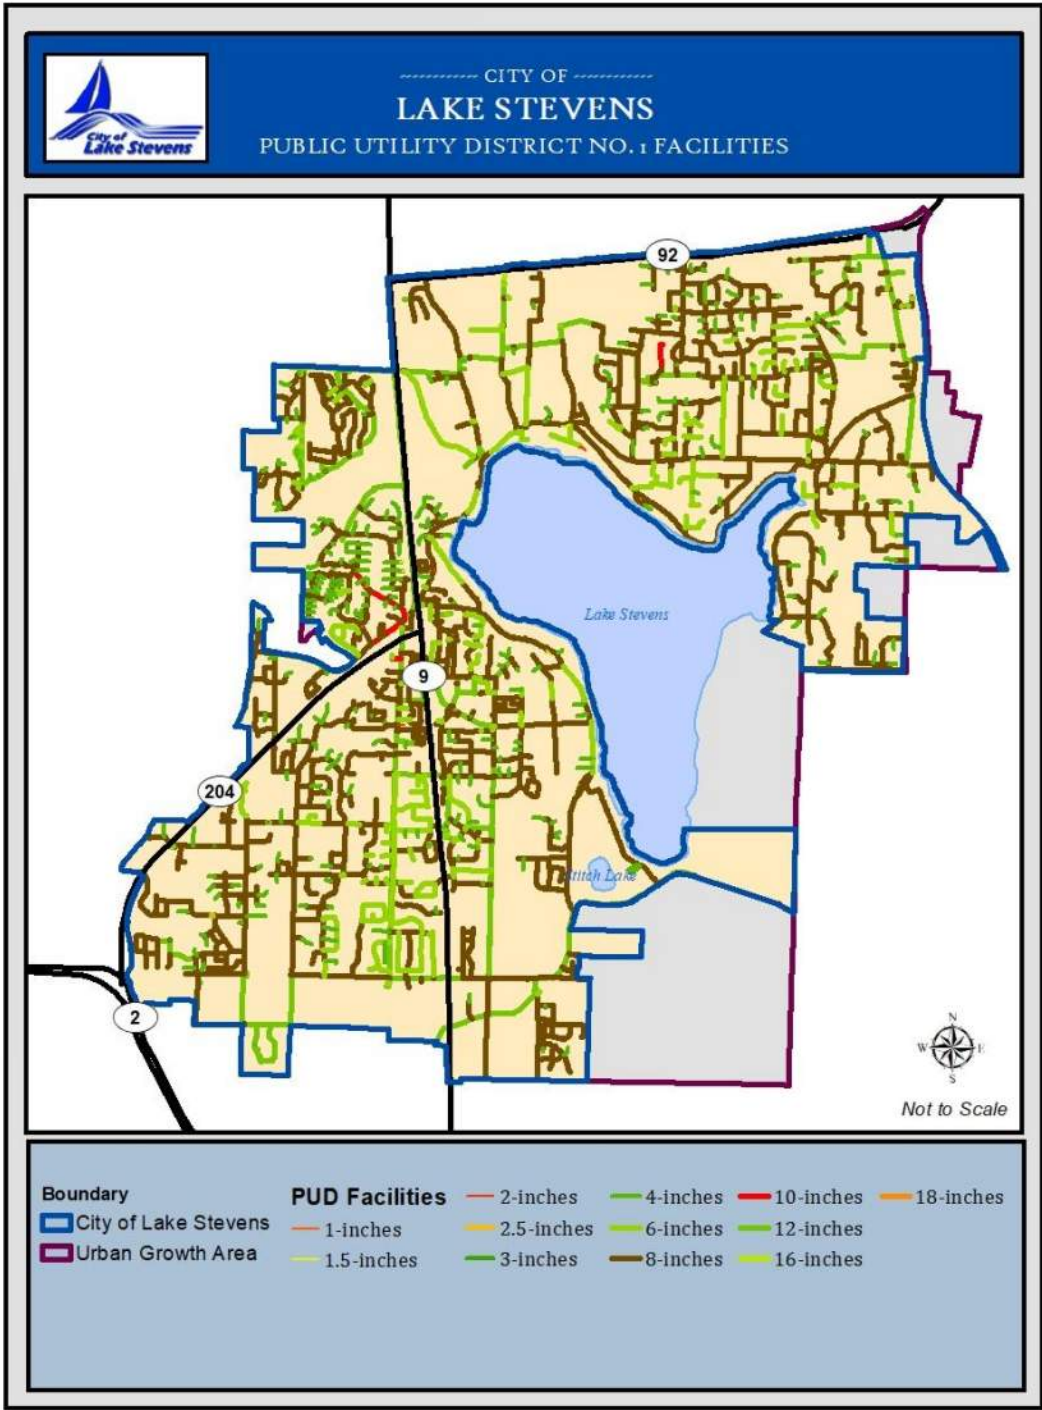 CITY OF
LAKE STEVENS
PUBLIC UTILITY DISTRICT NO. 1 FACILITIES
City of
Lake Stevens
92
Lake Stevens
9
204
Stitch Lake
2
N
W E
S
Not to Scale
Boundary
City of Lake Stevens
Urban Growth Area
PUD Facilities
1-inches
1.5-inches
2-inches
2.5-inches
3-inches
4-inches
6-inches
8-inches
10-inches
12-inches
16-inches
18-inches